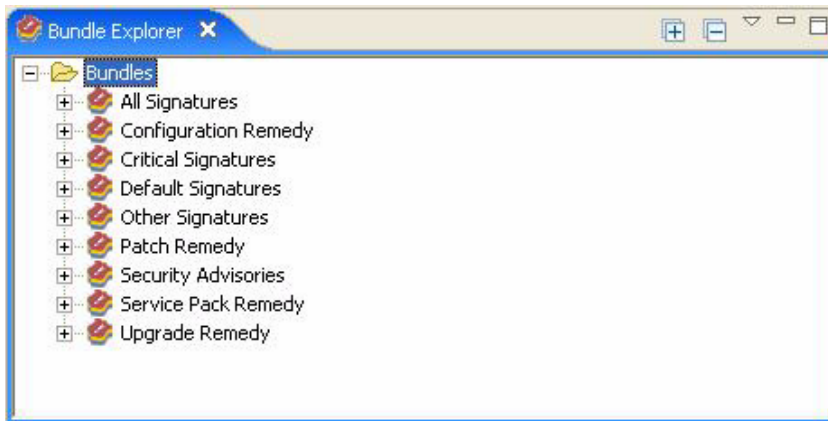 Bundle Explorer
Bundles
All Signatures
Configuration Remedy
Critical Signatures
Default Signatures
Other Signatures
Patch Remedy
Security Advisories
Service Pack Remedy
Upgrade Remedy